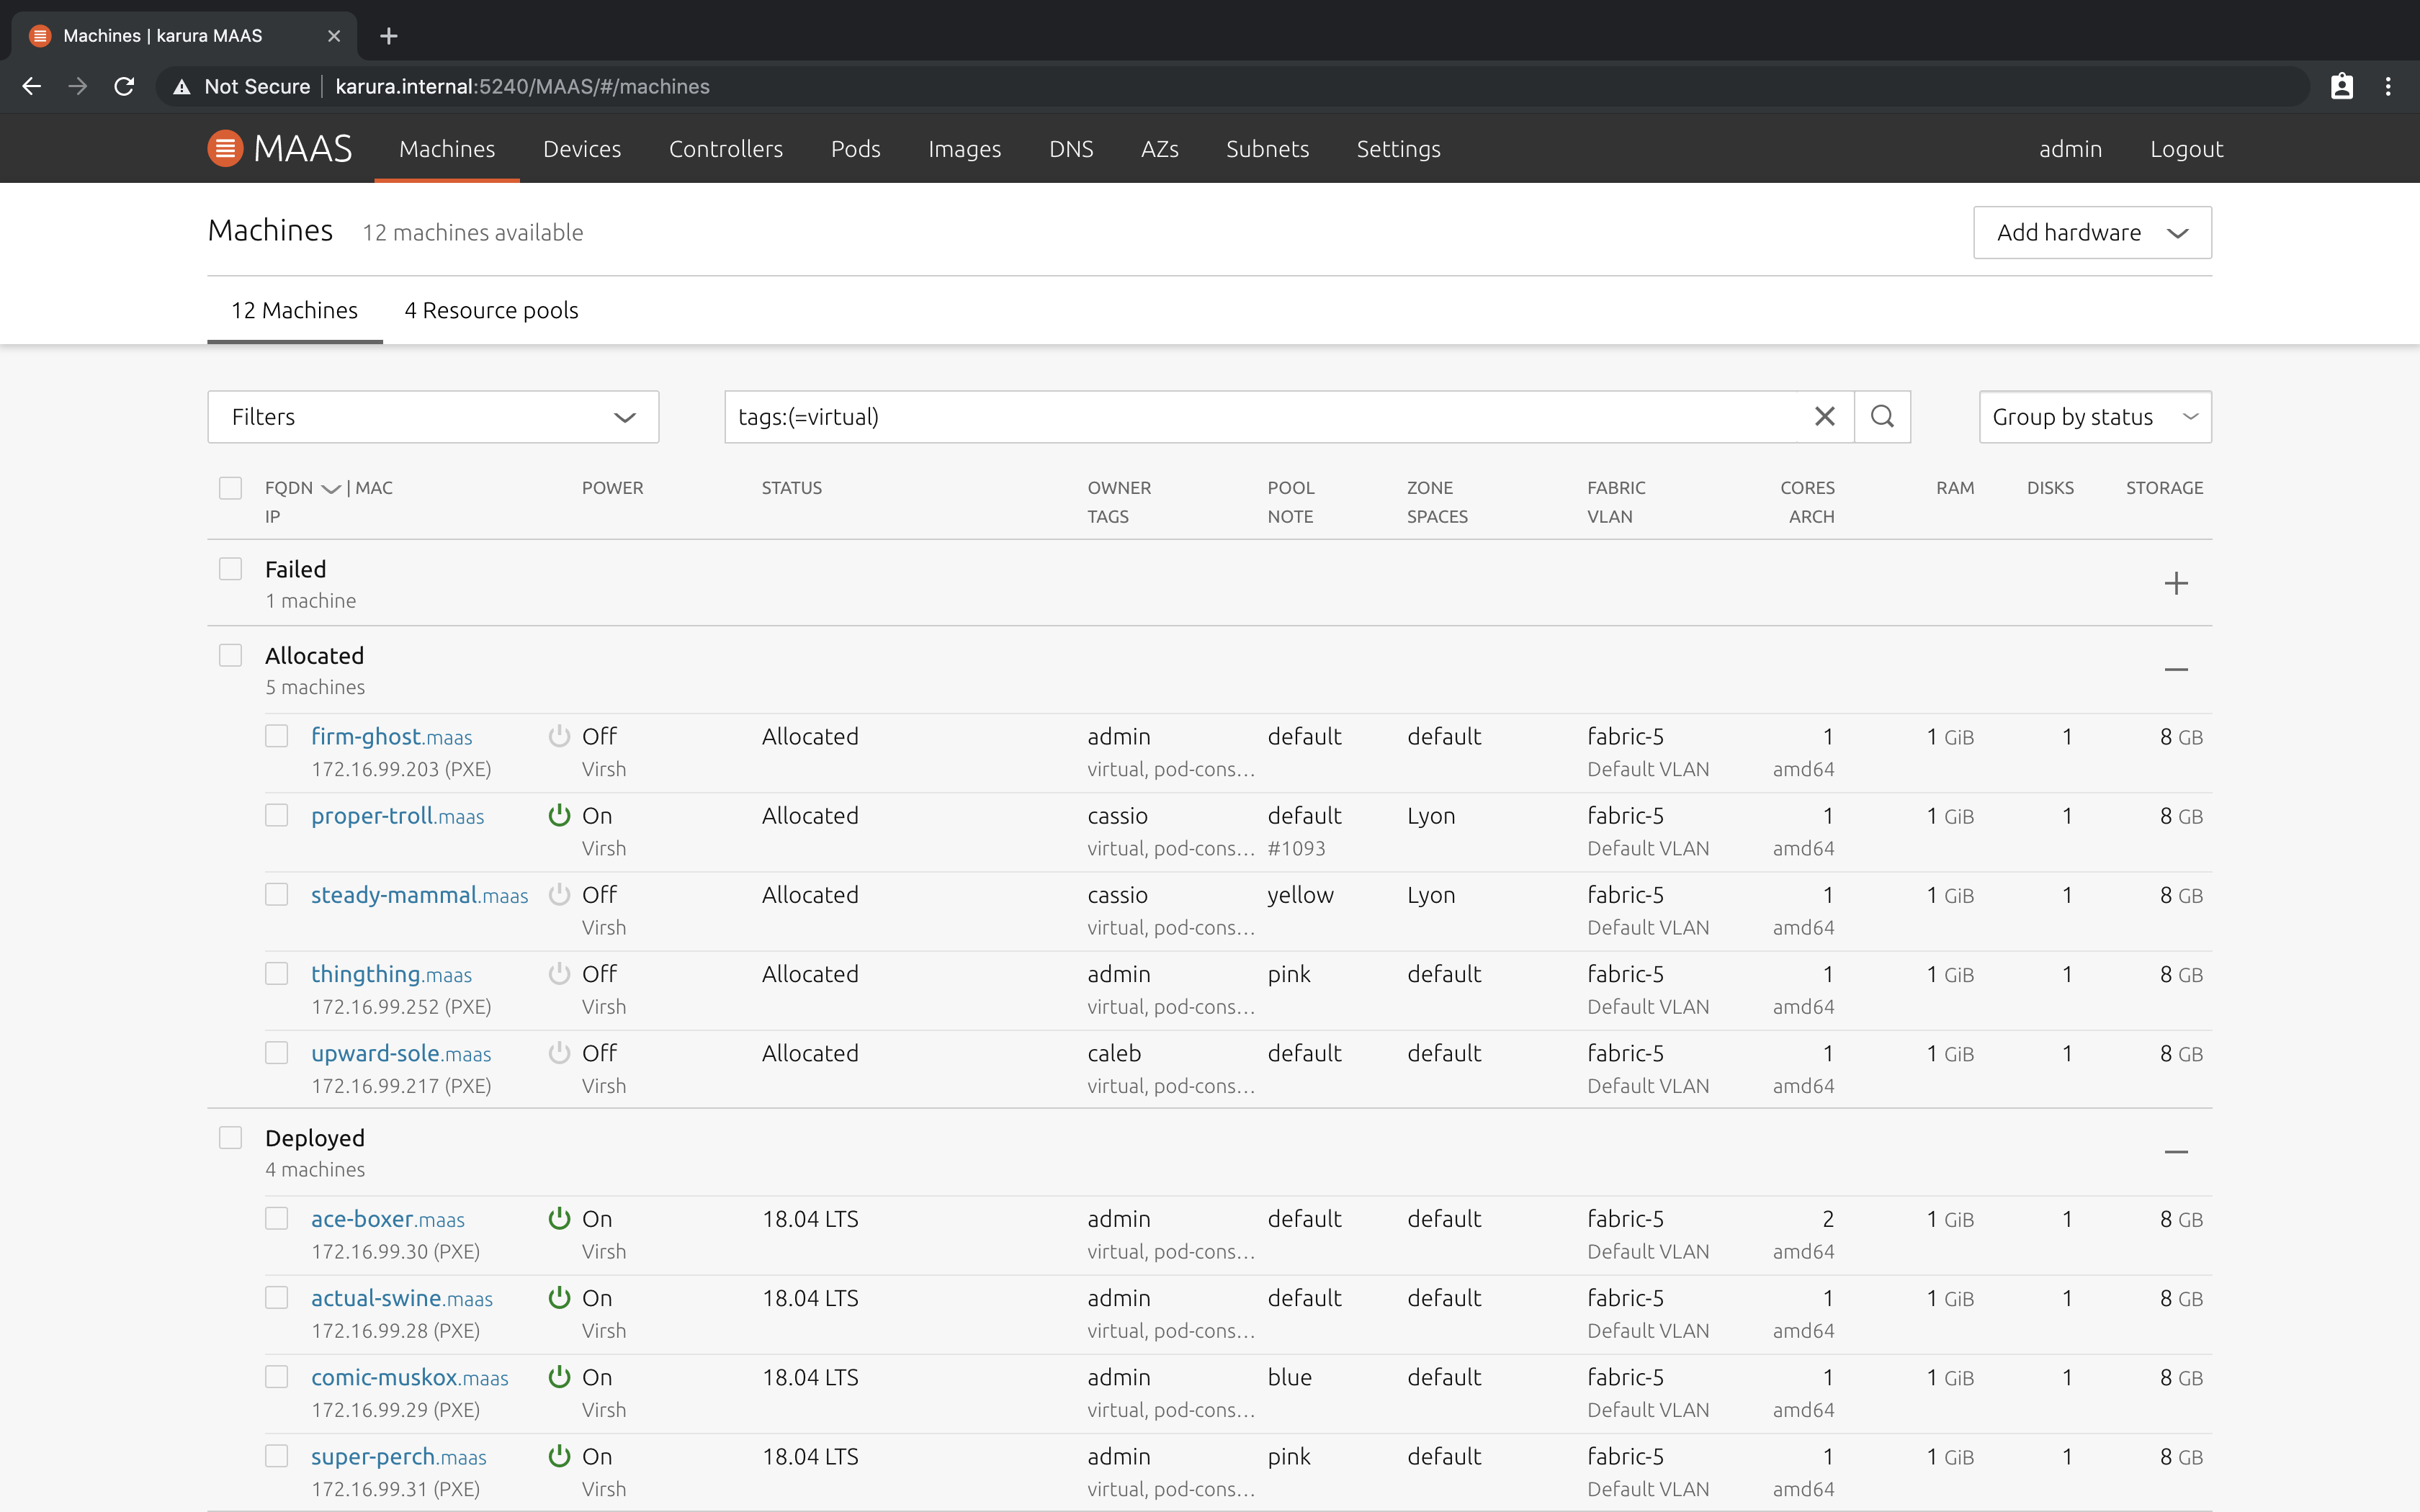 Machines | karura MAAS
Not Secure karura.internal:5240/MAAS/#/machines
MAAS Machines Devices Controllers Pods Images DNS AZs Subnets Settings admin Logout
Machines 12 machines available Add hardware
12 Machines 4 Resource pools
Filters tags:(=virtual) Group by status
FQDN | MAC POWER STATUS OWNER POOL ZONE FABRIC CORES RAM DISKS STORAGE
IP TAGS NOTE SPACES VLAN ARCH
Failed
1 machine
Allocated
5 machines
firm-ghost.maas Off Allocated admin default default fabric-5 1 1 GiB 1 8 GB
172.16.99.203 (PXE) Virsh virtual, pod-cons... Default VLAN amd64
proper-troll.maas On Allocated cassio default Lyon fabric-5 1 1 GiB 1 8 GB
Virsh virtual, pod-cons... #1093 Default VLAN amd64
steady-mammal.maas Off Allocated cassio yellow Lyon fabric-5 1 1 GiB 1 8 GB
Virsh virtual, pod-cons... Default VLAN amd64
thingthing.maas Off Allocated admin pink default fabric-5 1 1 GiB 1 8 GB
172.16.99.252 (PXE) Virsh virtual, pod-cons... Default VLAN amd64
upward-sole.maas Off Allocated caleb default default fabric-5 1 1 GiB 1 8 GB
172.16.99.217 (PXE) Virsh virtual, pod-cons... Default VLAN amd64
Deployed
4 machines
ace-boxer.maas On 18.04 LTS admin default default fabric-5 2 1 GiB 1 8 GB
172.16.99.30 (PXE) Virsh virtual, pod-cons... Default VLAN amd64
actual-swine.maas On 18.04 LTS admin default default fabric-5 1 1 GiB 1 8 GB
172.16.99.28 (PXE) Virsh virtual, pod-cons... Default VLAN amd64
comic-muskox.maas On 18.04 LTS admin blue default fabric-5 1 1 GiB 1 8 GB
172.16.99.29 (PXE) Virsh virtual, pod-cons... Default VLAN amd64
super-perch.maas On 18.04 LTS admin pink default fabric-5 1 1 GiB 1 8 GB
172.16.99.31 (PXE) Virsh virtual, pod-cons... Default VLAN amd64